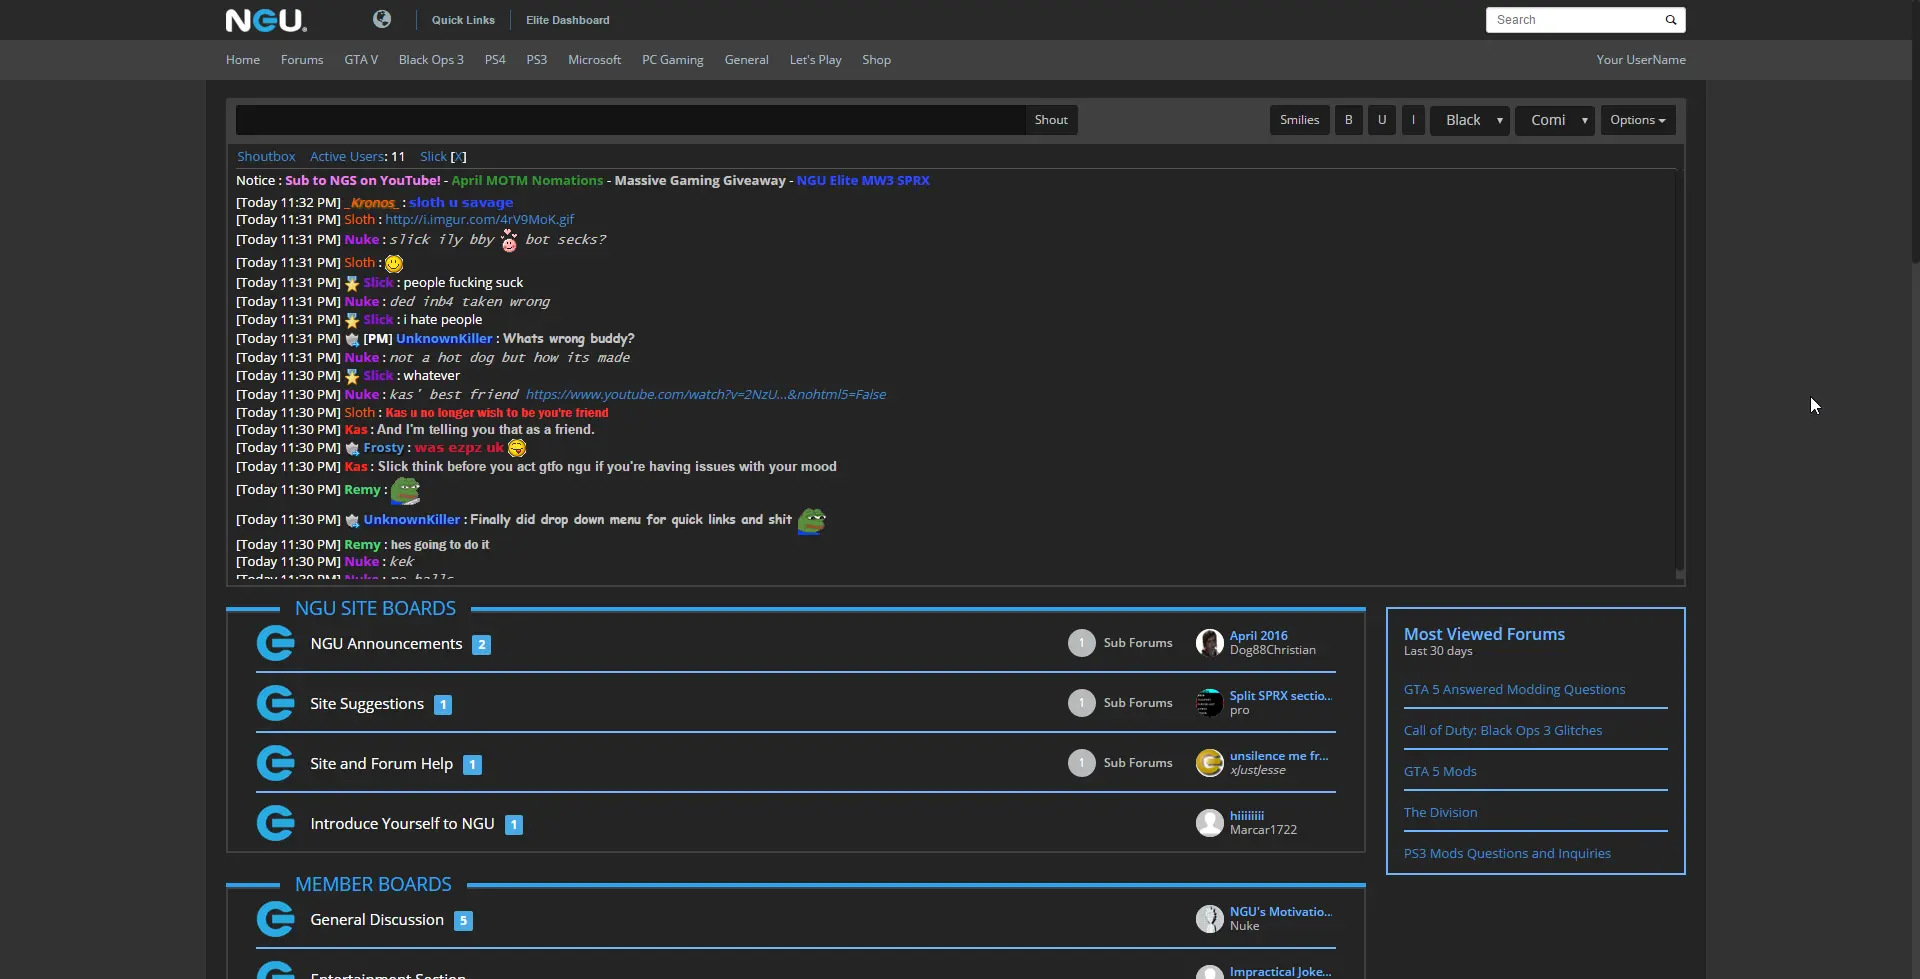 NGU.
Quick Links
Elite Dashboard
Search
Home Forums GTA V Black Ops 3 PS4 PS3 Microsoft PC Gaming General Let's Play Shop
Your UserName
Shout
Smilies B U I Black Comi Options
Shoutbox Active Users: 11 Slick [X]
Notice : Sub to NGS on YouTube! - April MOTM Nomations - Massive Gaming Giveaway - NGU Elite MW3 SPRX
[Today 11:32 PM] _Kronos_ : sloth u savage
[Today 11:31 PM] Sloth : http://i.imgur.com/4rV9MoK.gif
[Today 11:31 PM] Nuke : slick ily bby bot secks?
[Today 11:31 PM] Sloth :
[Today 11:31 PM] Slick : people fucking suck
[Today 11:31 PM] Nuke : ded inb4 taken wrong
[Today 11:31 PM] Slick : i hate people
[Today 11:31 PM] [PM] UnknownKiller : Whats wrong buddy?
[Today 11:31 PM] Nuke : not a hot dog but how its made
[Today 11:30 PM] Slick : whatever
[Today 11:30 PM] Nuke : kas' best friend https://www.youtube.com/watch?v=2NzU...&nohtml5=False
[Today 11:30 PM] Sloth : Kas u no longer wish to be you're friend
[Today 11:30 PM] Kas : And I'm telling you that as a friend.
[Today 11:30 PM] Frosty : was ezpz uk
[Today 11:30 PM] Kas : Slick think before you act gtfo ngu if you're having issues with your mood
[Today 11:30 PM] Remy :
[Today 11:30 PM] UnknownKiller : Finally did drop down menu for quick links and shit
[Today 11:30 PM] Remy : hes going to do it
[Today 11:30 PM] Nuke : kek
[Today 11:30 PM] Nuke : no balls
NGU SITE BOARDS
NGU Announcements 2
1 Sub Forums
April 2016
Dog88Christian
Site Suggestions 1
1 Sub Forums
Split SPRX sectio...
pro
Site and Forum Help 1
1 Sub Forums
unsilence me fr...
xJustJesse
Introduce Yourself to NGU 1
hiiiiiiii
Marcar1722
Most Viewed Forums
Last 30 days
GTA 5 Answered Modding Questions
Call of Duty: Black Ops 3 Glitches
GTA 5 Mods
The Division
PS3 Mods Questions and Inquiries
MEMBER BOARDS
General Discussion 5
NGU's Motivatio...
Nuke
Entertainment Section
Impractical Joke...